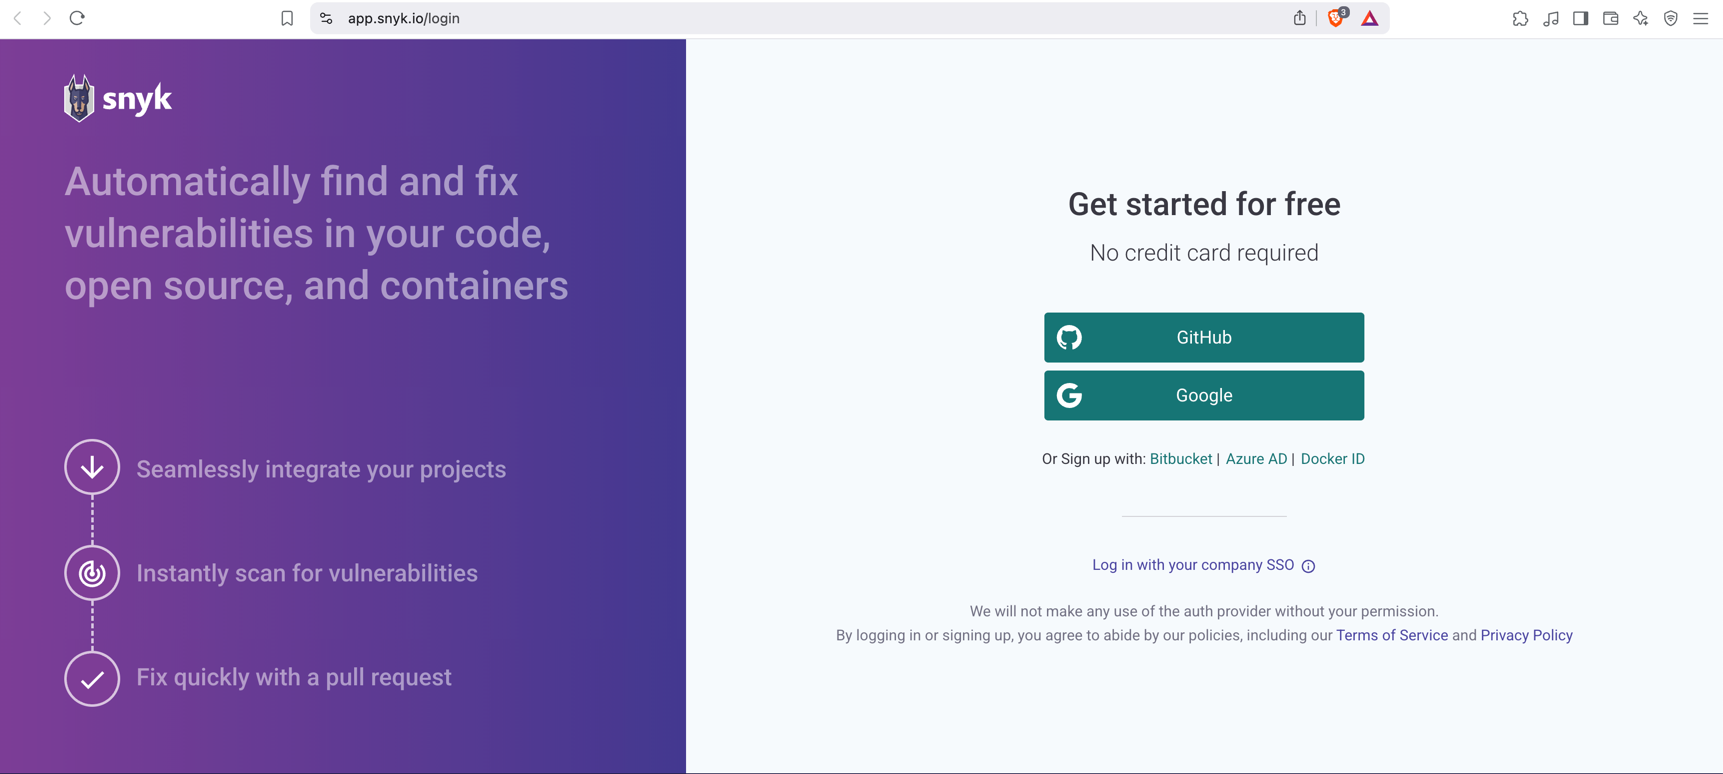 app.snyk.io/login
3
snyk
Automatically find and fix
vulnerabilities in your code,
open source, and containers
Seamlessly integrate your projects
Instantly scan for vulnerabilities
Fix quickly with a pull request
Get started for free
No credit card required
GitHub
Google
Or Sign up with: Bitbucket | Azure AD | Docker ID
Log in with your company SSO
We will not make any use of the auth provider without your permission.
By logging in or signing up, you agree to abide by our policies, including our Terms of Service and Privacy Policy